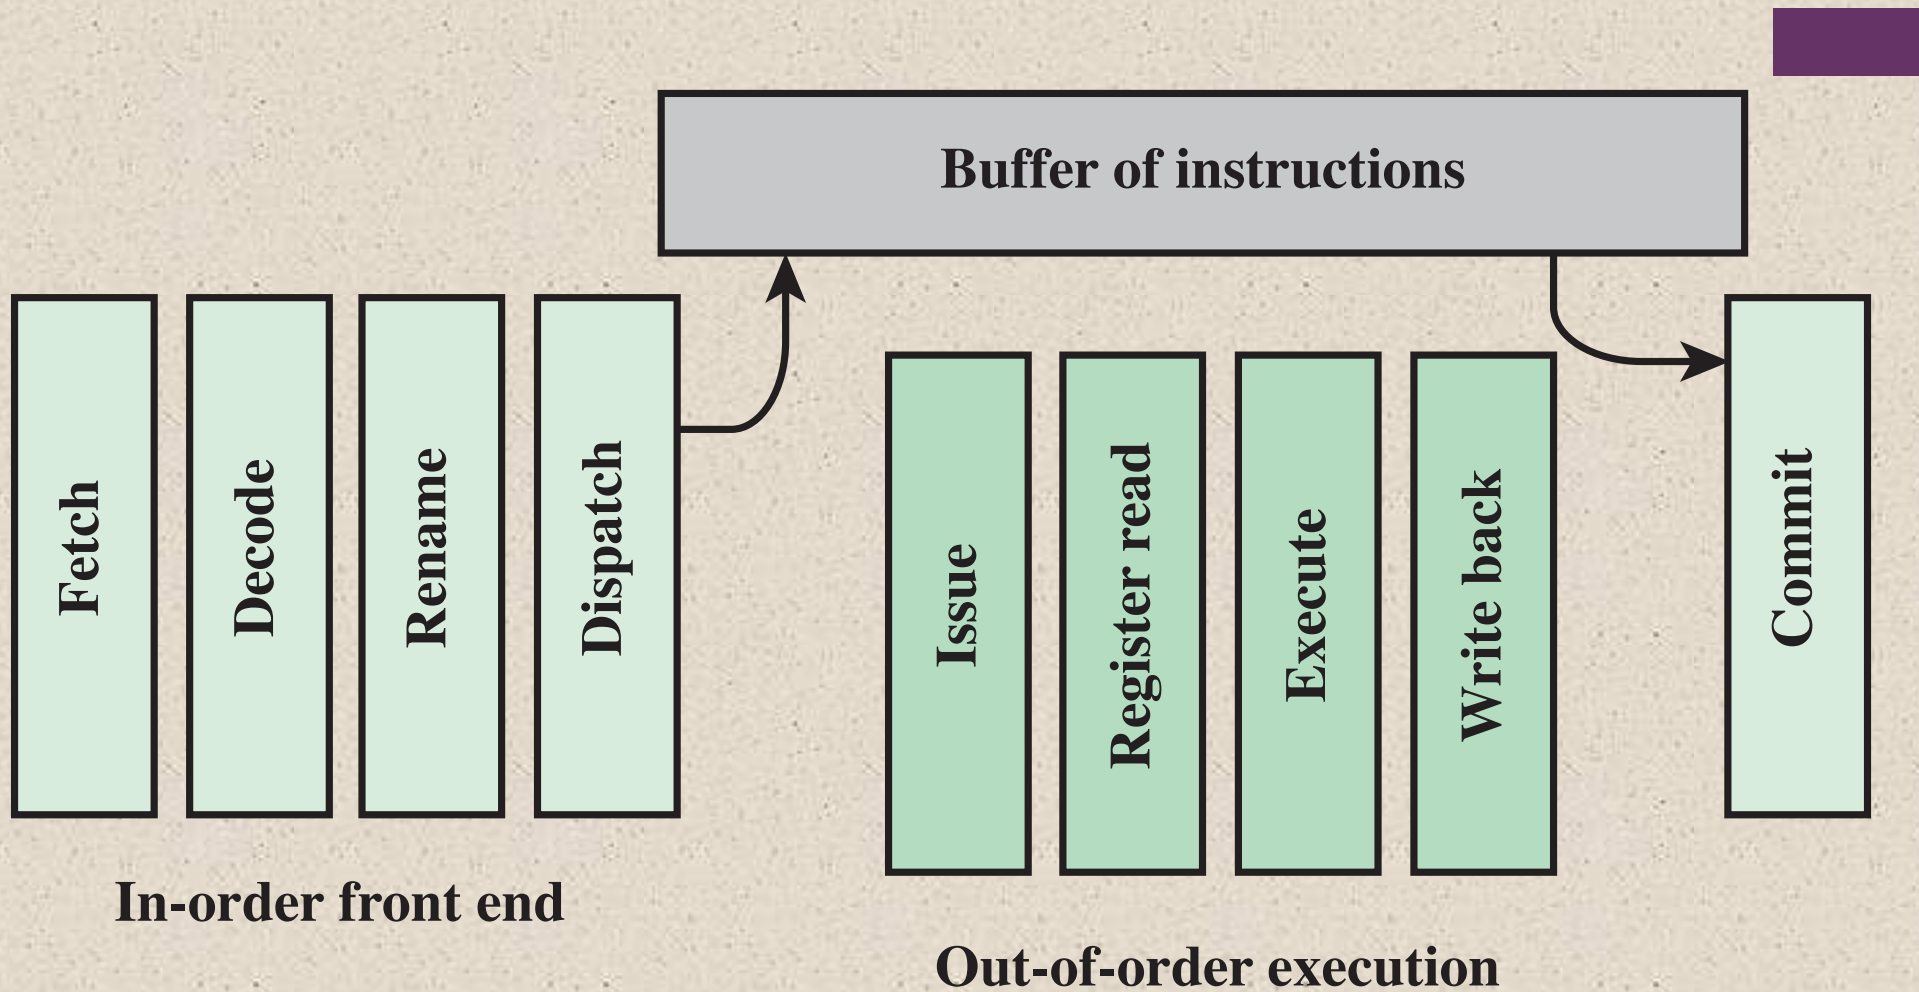 Buffer of instructions
Fetch
Decode
Rename
Dispatch
Issue
Register read
Execute
Write back
Commit
In-order front end
Out-of-order execution